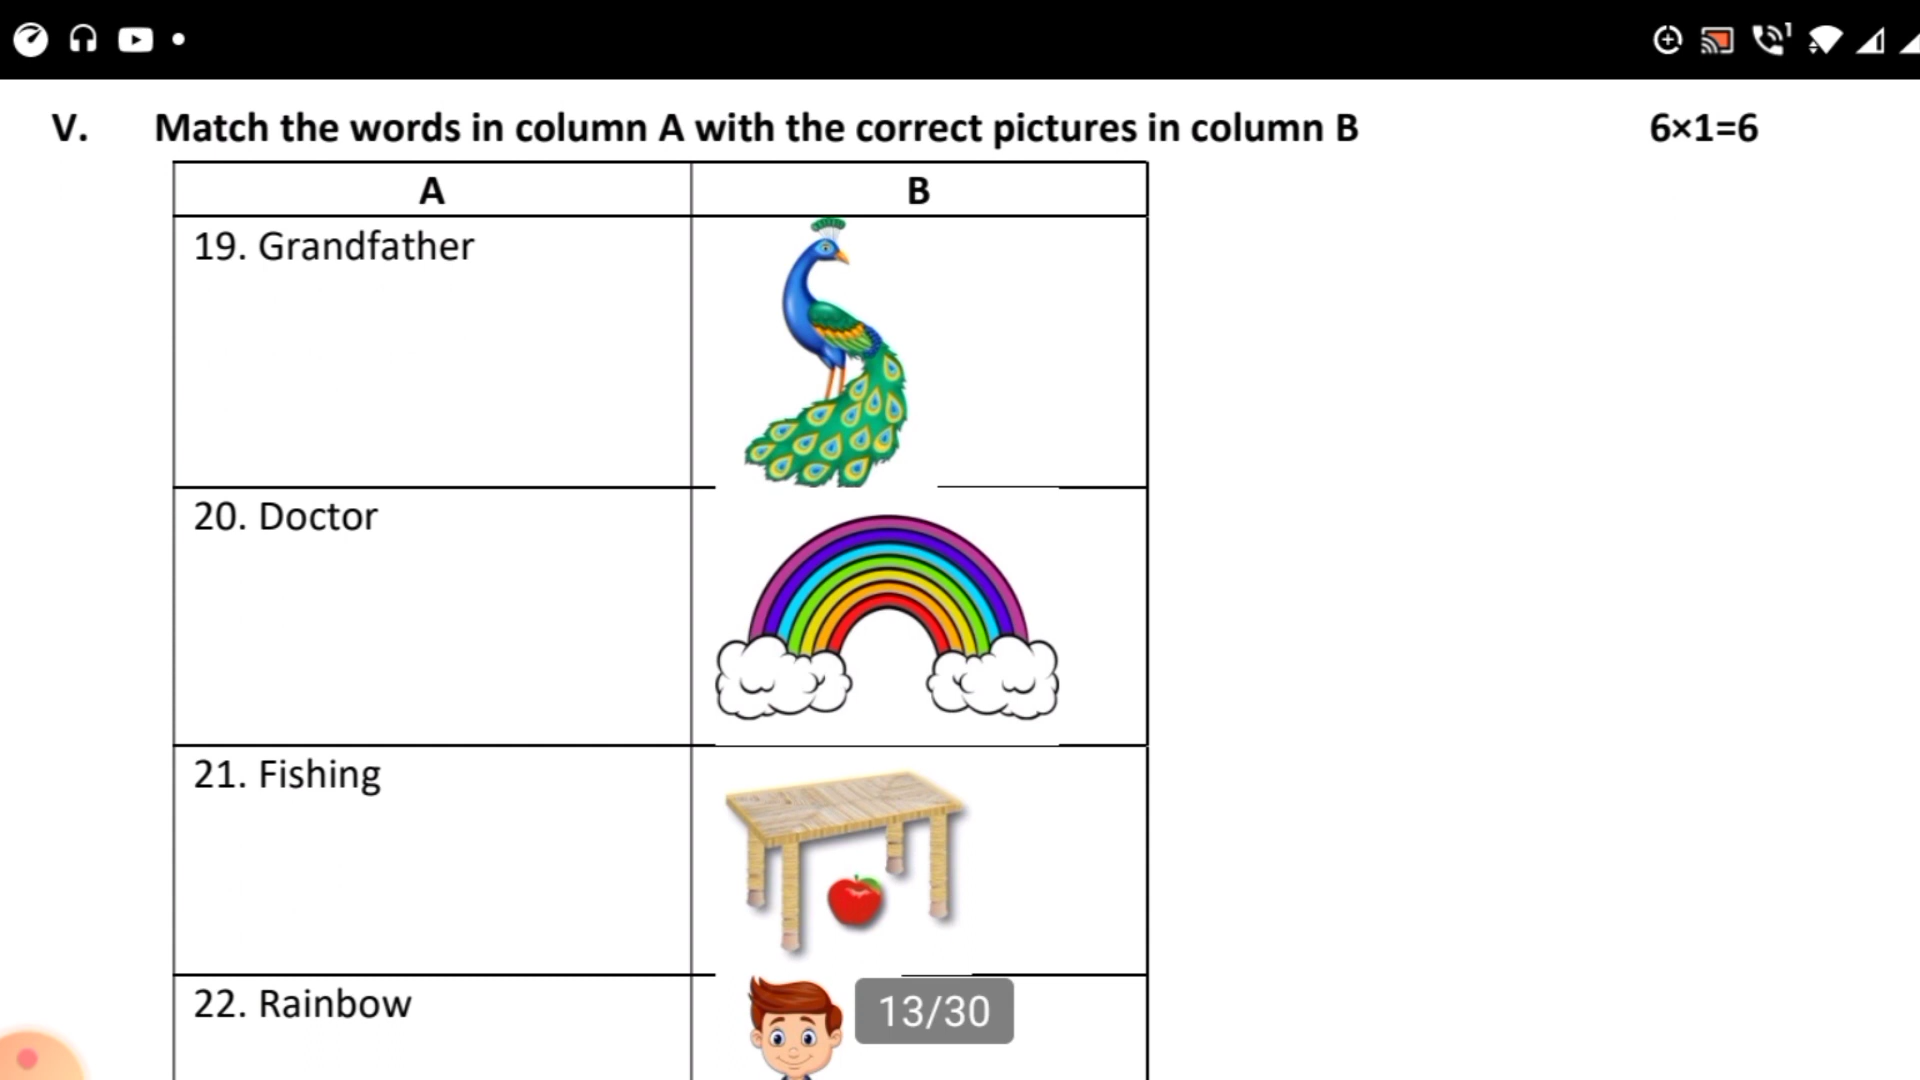 V. Match the words in column A with the correct pictures in column B 6×1=6
A B
19. Grandfather
20. Doctor
21. Fishing
22. Rainbow
13/30
1